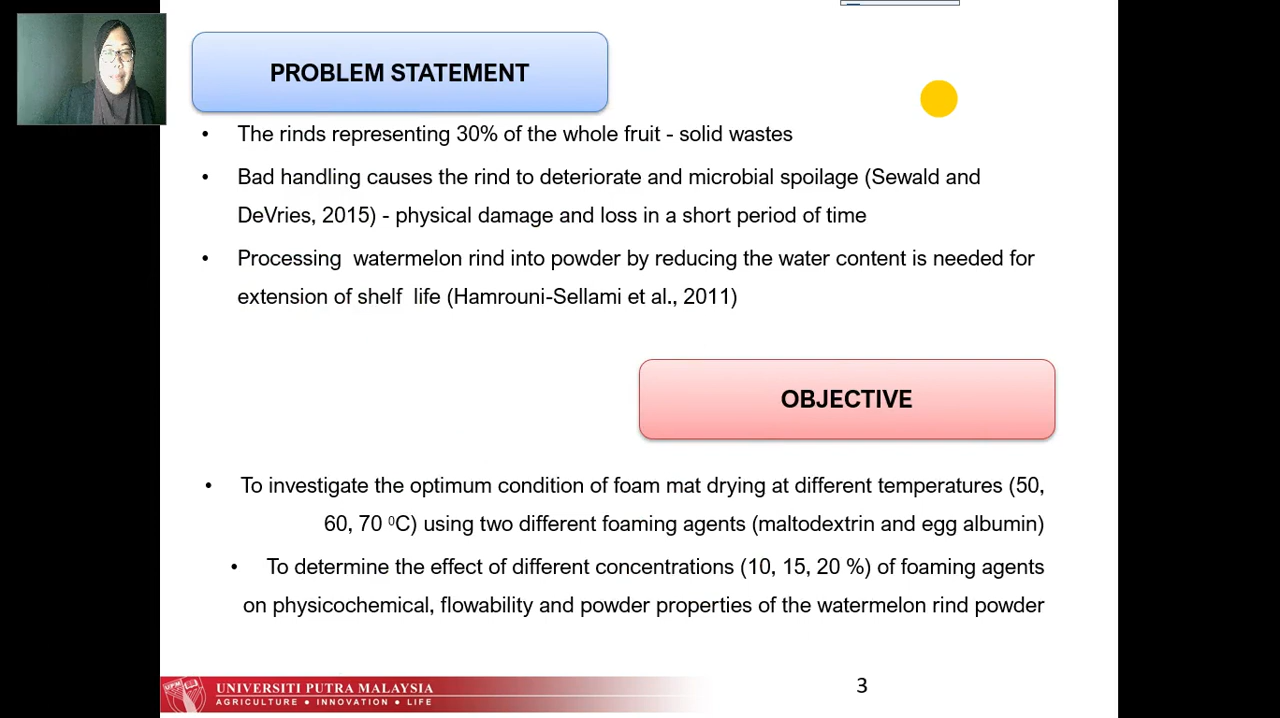 PROBLEM STATEMENT
• The rinds representing 30% of the whole fruit - solid wastes
• Bad handling causes the rind to deteriorate and microbial spoilage (Sewald and
DeVries, 2015) - physical damage and loss in a short period of time
• Processing watermelon rind into powder by reducing the water content is needed for
extension of shelf life (Hamrouni-Sellami et al., 2011)
OBJECTIVE
• To investigate the optimum condition of foam mat drying at different temperatures (50,
60, 70 ⁰C) using two different foaming agents (maltodextrin and egg albumin)
• To determine the effect of different concentrations (10, 15, 20 %) of foaming agents
on physicochemical, flowability and powder properties of the watermelon rind powder
UPM
UNIVERSITI PUTRA MALAYSIA
AGRICULTURE • INNOVATION • LIFE
3